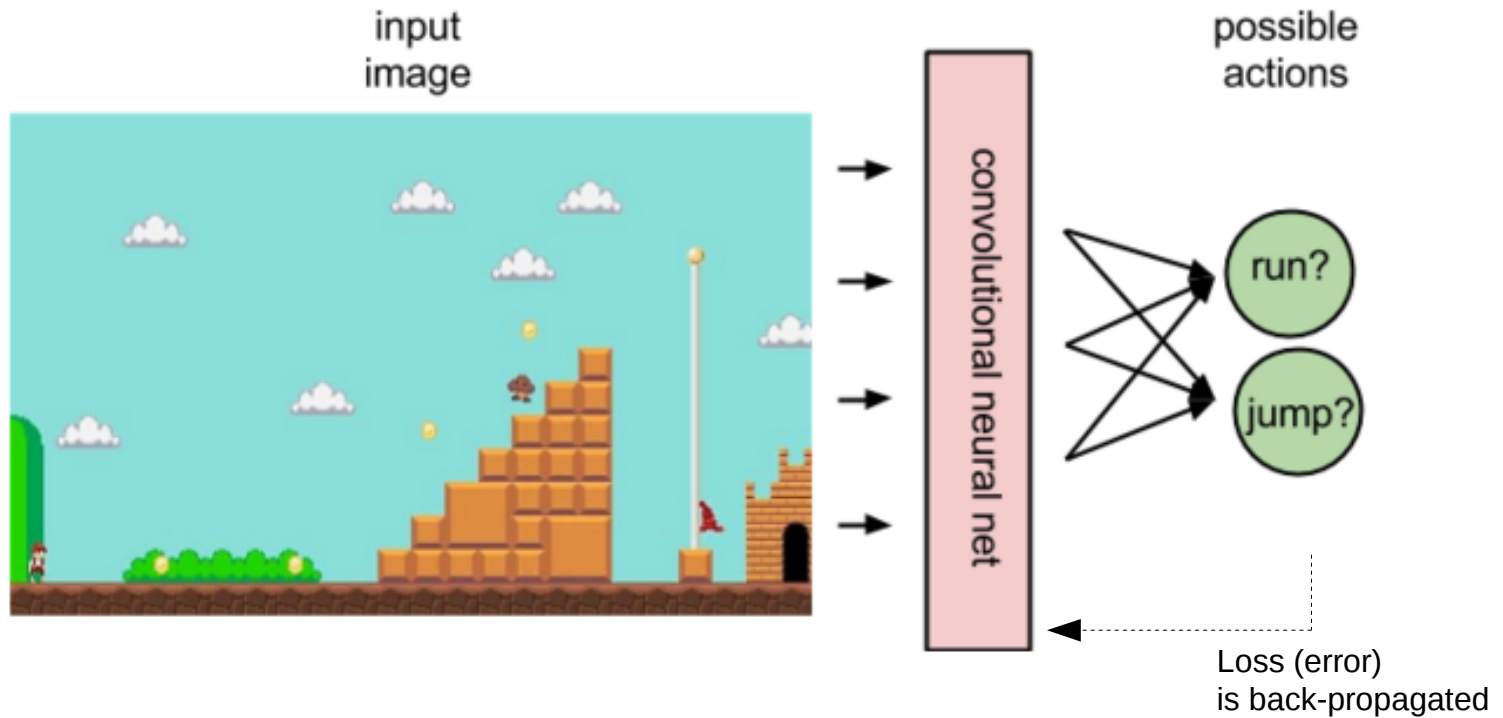 input
image
possible
actions
convolutional neural net
run?
jump?
Loss (error)
is back-propagated